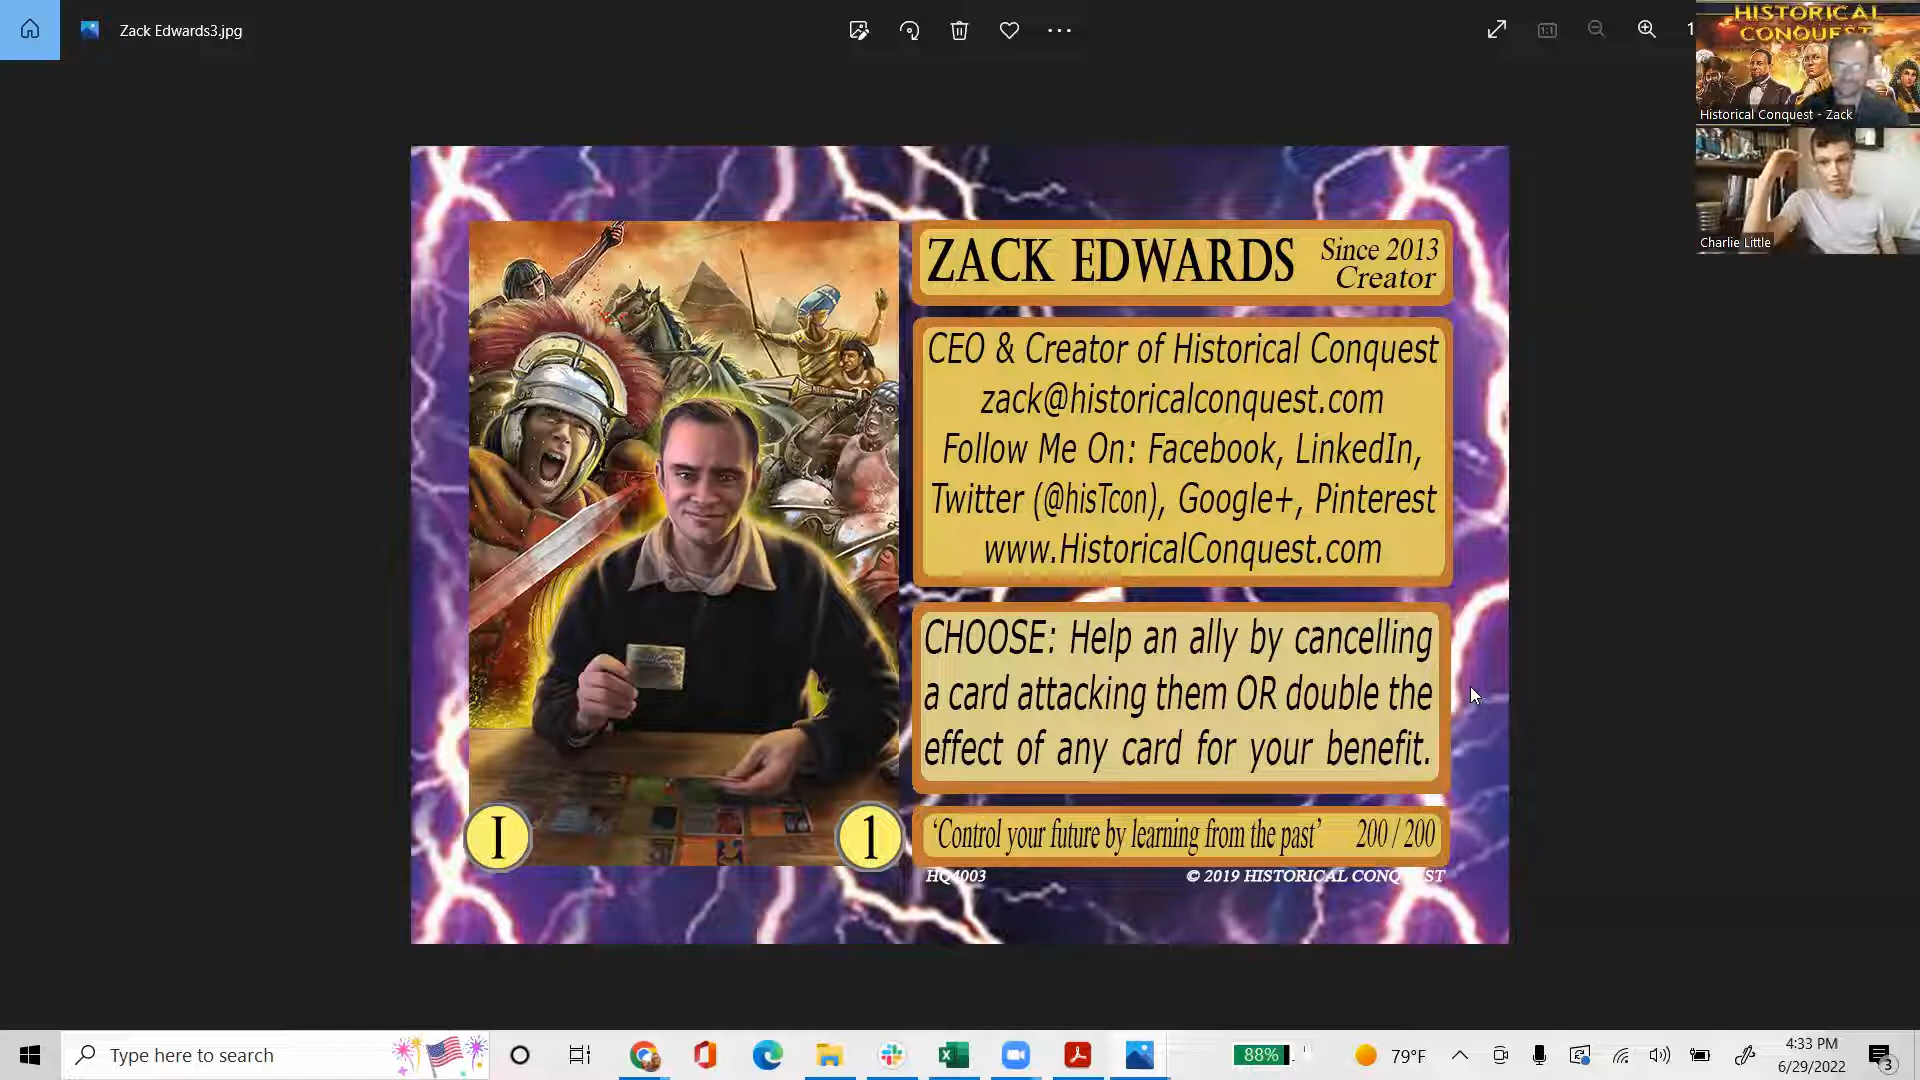 Zack Edwards3.jpg
HISTORICAL
CONQUEST
Historical Conquest - Zack
Charlie Little
ZACK EDWARDS
Since 2013
Creator
CEO & Creator of Historical Conquest
zack@historicalconquest.com
Follow Me On: Facebook, LinkedIn,
Twitter (@hisTcon), Google+, Pinterest
www.HistoricalConquest.com
CHOOSE: Help an ally by cancelling
a card attacking them OR double the
effect of any card for your benefit.
I
1
'Control your future by learning from the past' 200 / 200
HQ4003
© 2019 HISTORICAL CONQUEST
Type here to search
88%
79°F
4:33 PM
6/29/2022
3